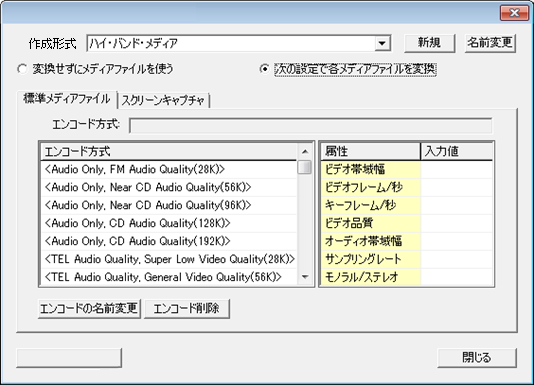 作成形式 ハイ・バンド・メディア 新規 名前変更
変換せずにメディアファイルを使う 次の設定で各メディアファイルを変換
標準メディアファイル スクリーンキャプチャ
エンコード方式:
エンコード方式 属性 入力値
<Audio Only, FM Audio Quality(28K)> ビデオ帯域幅
<Audio Only, Near CD Audio Quality(56K)> ビデオフレーム/秒
<Audio Only, Near CD Audio Quality(96K)> キーフレーム/秒
<Audio Only, CD Audio Quality(128K)> ビデオ品質
<Audio Only, CD Audio Quality(192K)> オーディオ帯域幅
<TEL Audio Quality, Super Low Video Quality(28K)> サンプリングレート
<TEL Audio Quality, General Video Quality(56K)> モノラル/ステレオ
エンコードの名前変更 エンコード削除
閉じる